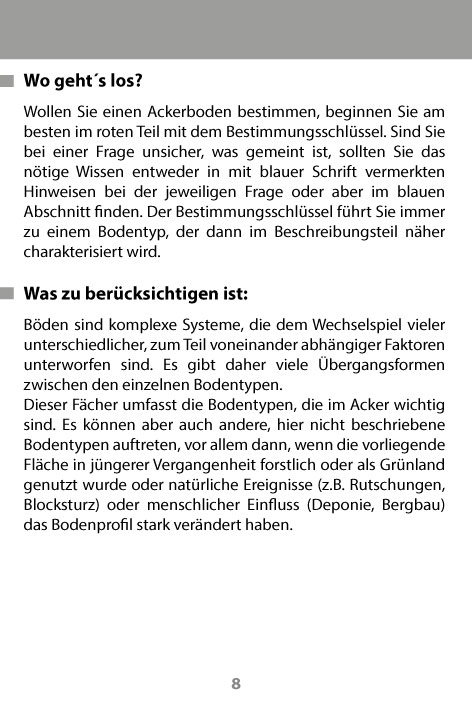 Wo geht´s los?
Wollen Sie einen Ackerboden bestimmen, beginnen Sie am
besten im roten Teil mit dem Bestimmungsschlüssel. Sind Sie
bei einer Frage unsicher, was gemeint ist, sollten Sie das
nötige Wissen entweder in mit blauer Schrift vermerkten
Hinweisen bei der jeweiligen Frage oder aber im blauen
Abschnitt finden. Der Bestimmungsschlüssel führt Sie immer
zu einem Bodentyp, der dann im Beschreibungsteil näher
charakterisiert wird.
Was zu berücksichtigen ist:
Böden sind komplexe Systeme, die dem Wechselspiel vieler
unterschiedlicher, zum Teil voneinander abhängiger Faktoren
unterworfen sind. Es gibt daher viele Übergangsformen
zwischen den einzelnen Bodentypen.
Dieser Fächer umfasst die Bodentypen, die im Acker wichtig
sind. Es können aber auch andere, hier nicht beschriebene
Bodentypen auftreten, vor allem dann, wenn die vorliegende
Fläche in jüngerer Vergangenheit forstlich oder als Grünland
genutzt wurde oder natürliche Ereignisse (z.B. Rutschungen,
Blocksturz) oder menschlicher Einfluss (Deponie, Bergbau)
das Bodenprofil stark verändert haben.
8